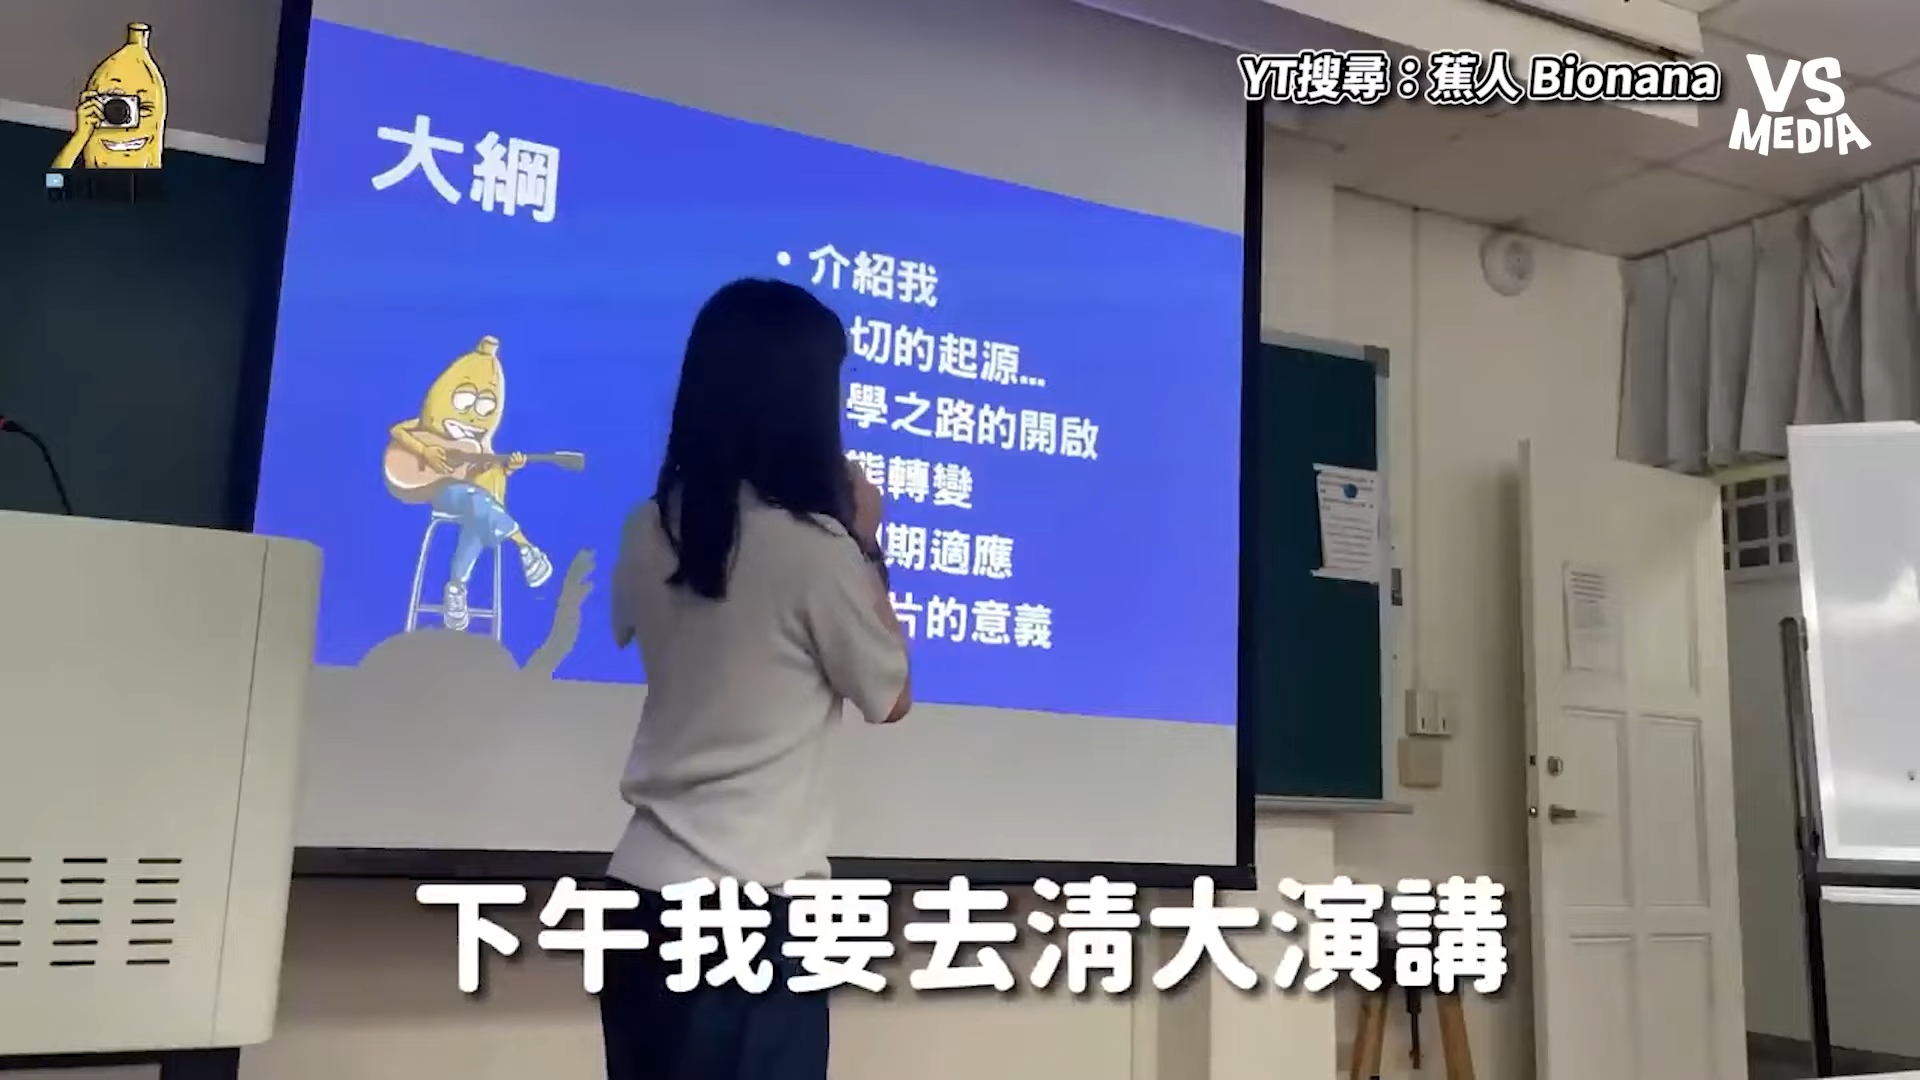 YT搜尋：蕉人 Bionana
VS
MEDIA
大綱
•介紹我
切的起源...
學之路的開啟
態轉變
期適應
片的意義
下午我要去清大演講